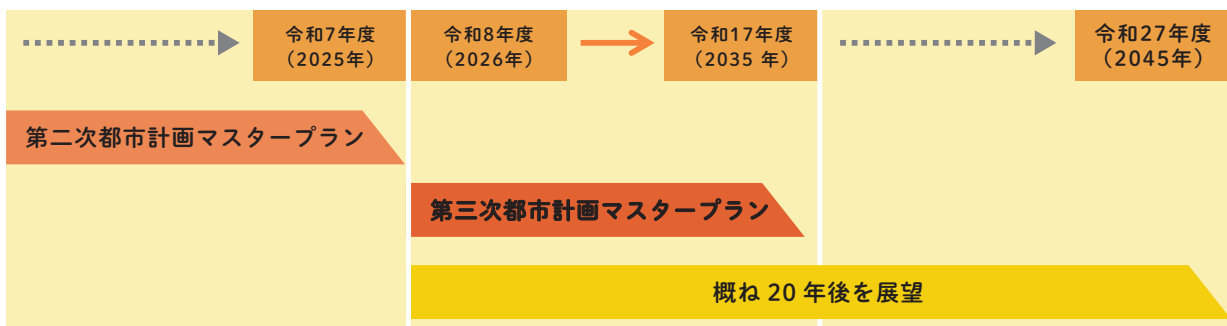 令和7年度
（2025年）
令和8年度
（2026年）
令和17年度
（2035 年）
令和27年度
（2045年）
第二次都市計画マスタープラン
第三次都市計画マスタープラン
概ね 20 年後を展望